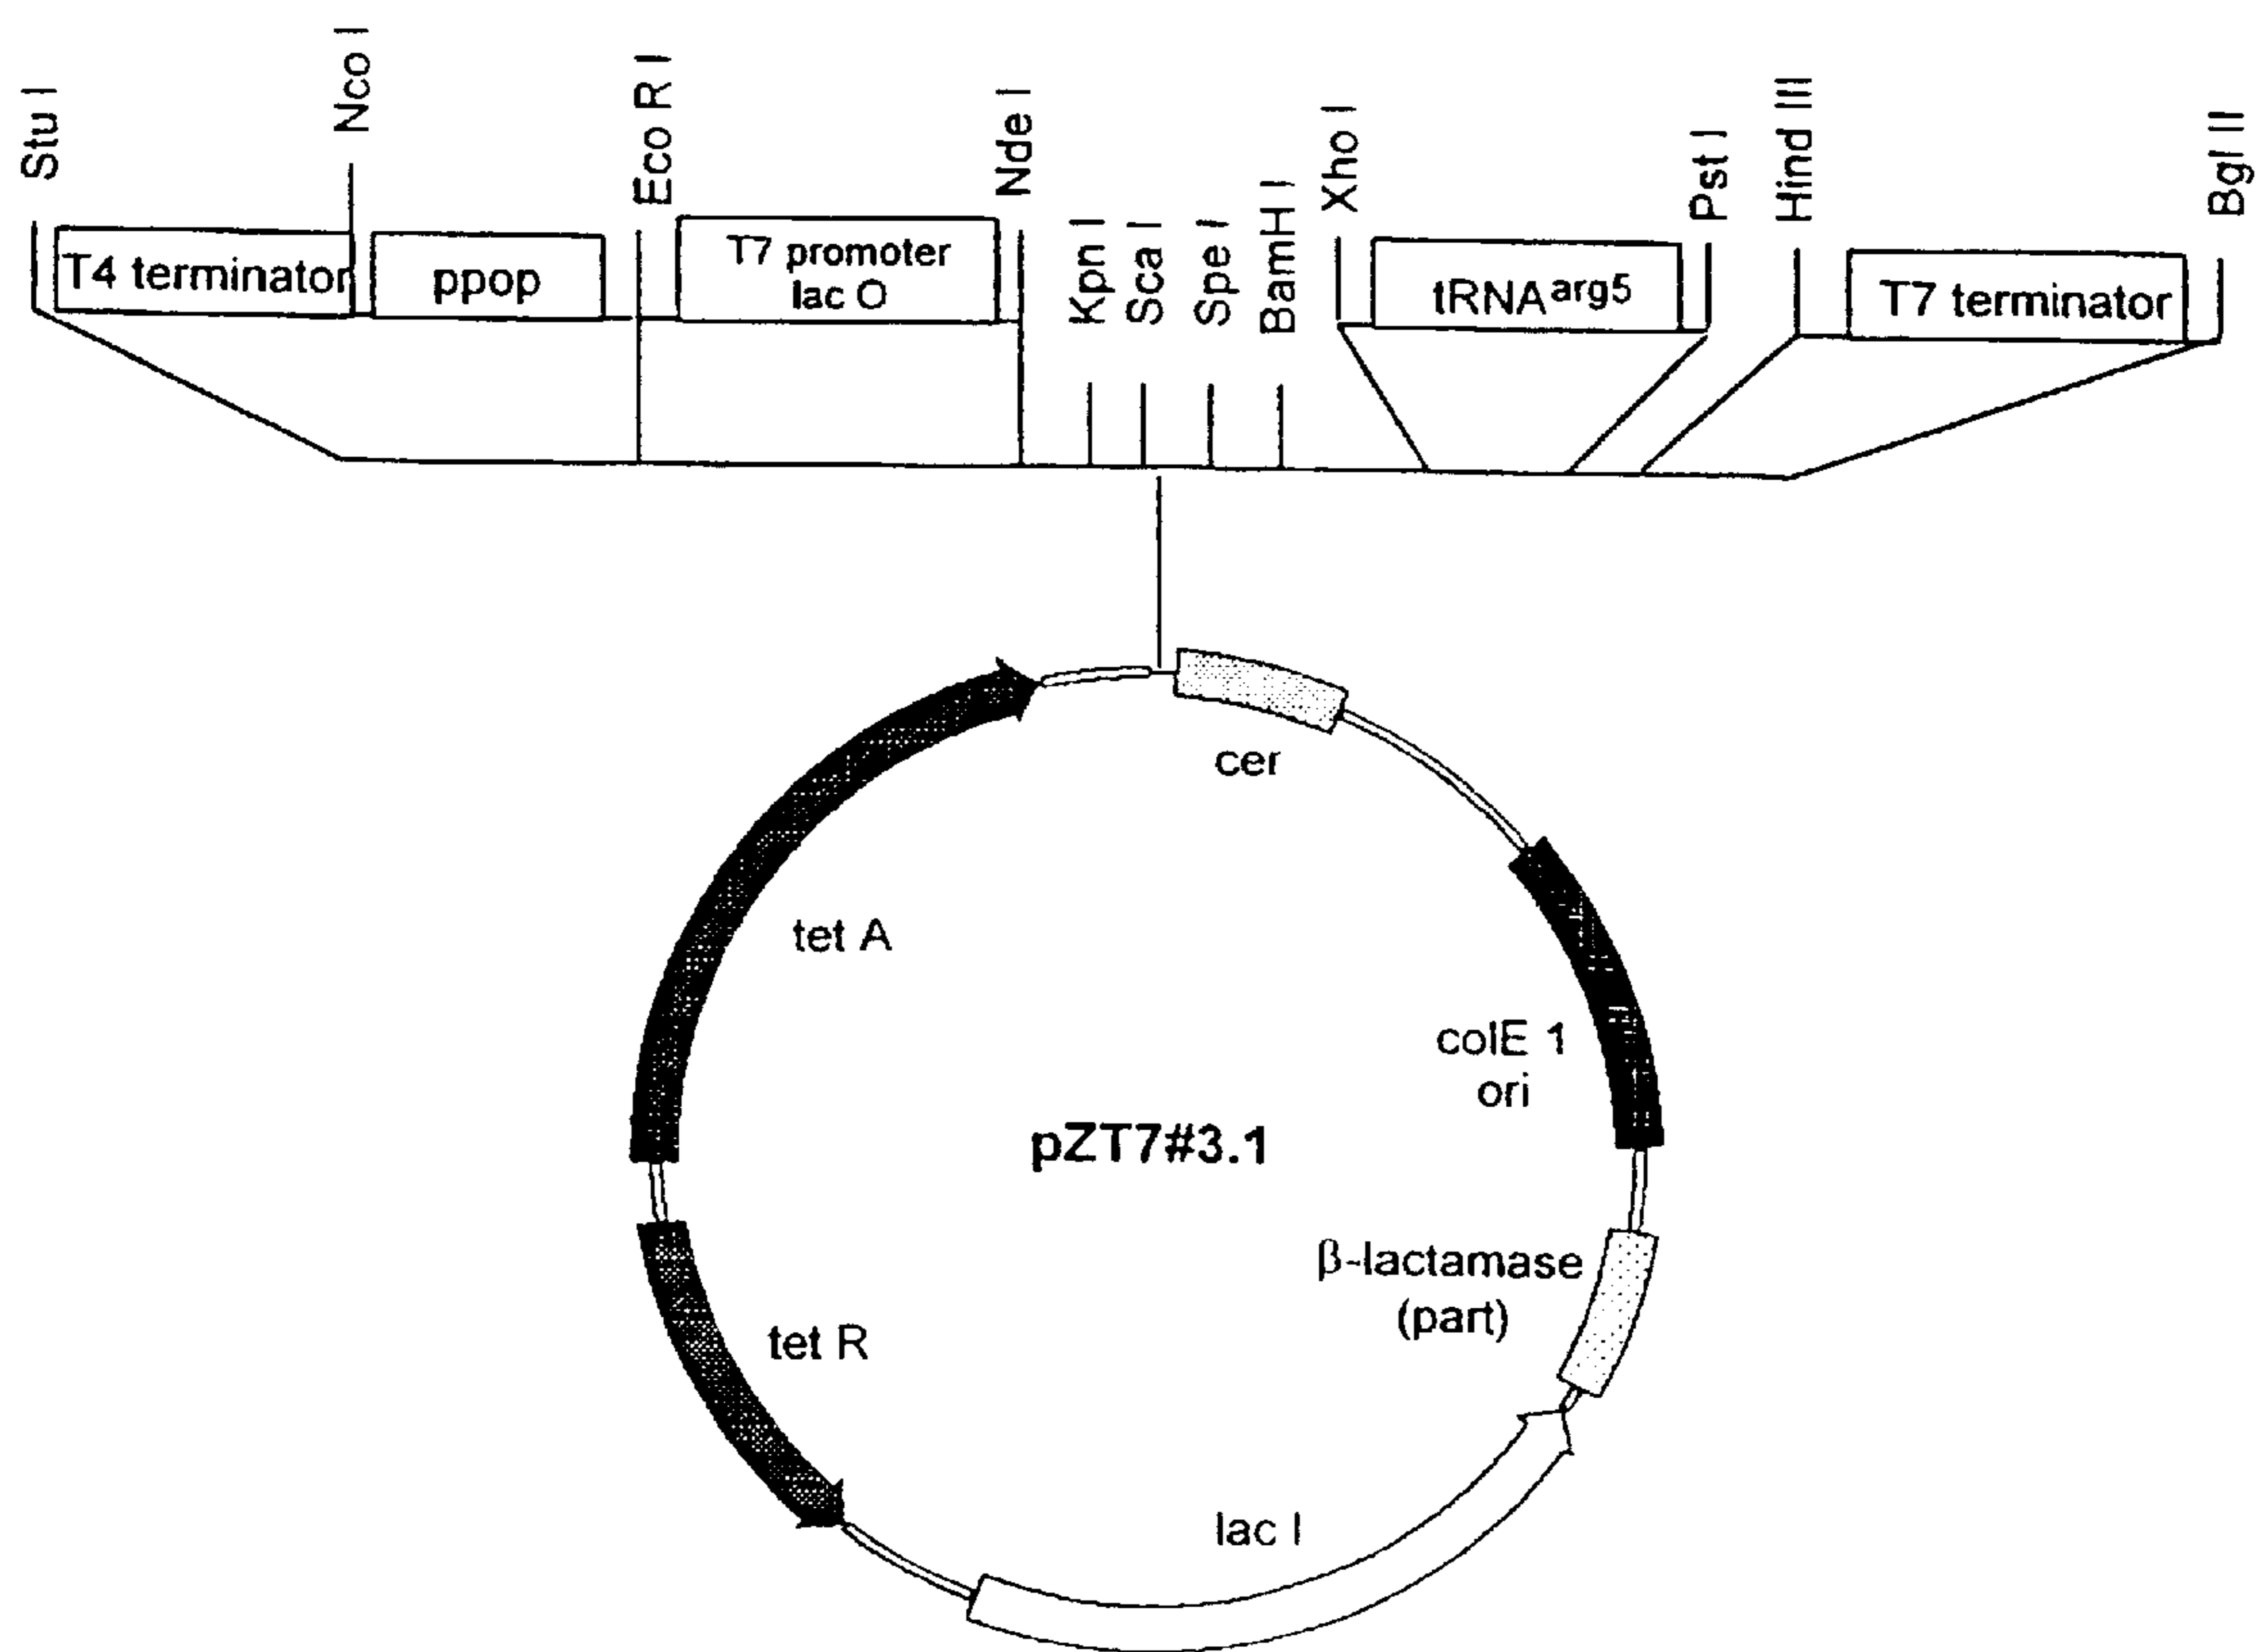 Stu I
Nco I
Eco R I
Nde I
Kpn I
Sca I
Spe I
BamH I
Xho I
Pst I
Hind III
Bgl II
T4 terminator
ppop
T7 promoter
lac O
tRNAarg5
T7 terminator
cer
tet A
colE 1
ori
pZT7#3.1
β-lactamase
(part)
tet R
lac I